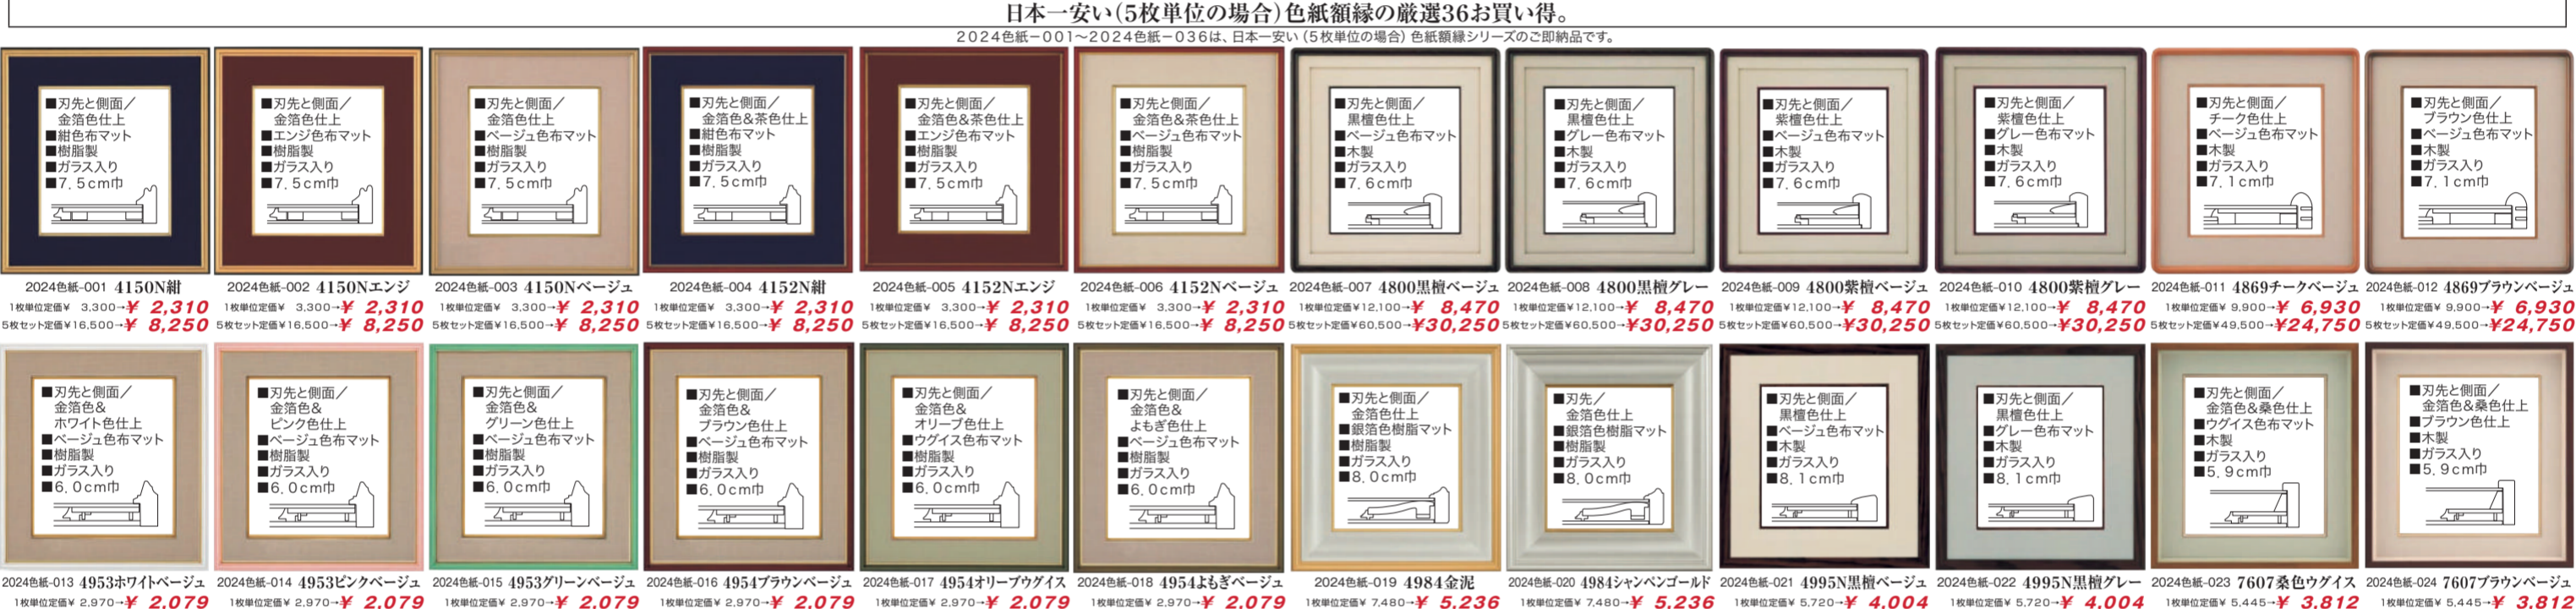 日本一安い(5枚単位の場合)色紙額縁の厳選36お買い得。
2024色紙－001～2024色紙－036は、日本一安い(5枚単位の場合)色紙額縁シリーズのご即納品です。
■刃先と側面／
金箔色仕上
■紺色布マット
■樹脂製
■ガラス入り
■7.5cm巾
2024色紙-001 4150N紺
1枚単位定価¥ 3,300→¥ 2,310
5枚セット定価¥16,500→¥ 8,250
■刃先と側面／
金箔色仕上
■エンジ色布マット
■樹脂製
■ガラス入り
■7.5cm巾
2024色紙-002 4150Nエンジ
1枚単位定価¥ 3,300→¥ 2,310
5枚セット定価¥16,500→¥ 8,250
■刃先と側面／
金箔色仕上
■ベージュ色布マット
■樹脂製
■ガラス入り
■7.5cm巾
2024色紙-003 4150Nベージュ
1枚単位定価¥ 3,300→¥ 2,310
5枚セット定価¥16,500→¥ 8,250
■刃先と側面／
金箔色&茶色仕上
■紺色布マット
■樹脂製
■ガラス入り
■7.5cm巾
2024色紙-004 4152N紺
1枚単位定価¥ 3,300→¥ 2,310
5枚セット定価¥16,500→¥ 8,250
■刃先と側面／
金箔色&茶色仕上
■エンジ色布マット
■樹脂製
■ガラス入り
■7.5cm巾
2024色紙-005 4152Nエンジ
1枚単位定価¥ 3,300→¥ 2,310
5枚セット定価¥16,500→¥ 8,250
■刃先と側面／
金箔色&茶色仕上
■ベージュ色布マット
■樹脂製
■ガラス入り
■7.5cm巾
2024色紙-006 4152Nベージュ
1枚単位定価¥ 3,300→¥ 2,310
5枚セット定価¥16,500→¥ 8,250
■刃先と側面／
黒檀色仕上
■ベージュ色布マット
■木製
■ガラス入り
■7.6cm巾
2024色紙-007 4800黒檀ベージュ
1枚単位定価¥12,100→¥ 8,470
5枚セット定価¥60,500→¥30,250
■刃先と側面／
黒檀色仕上
■グレー色布マット
■木製
■ガラス入り
■7.6cm巾
2024色紙-008 4800黒檀グレー
1枚単位定価¥12,100→¥ 8,470
5枚セット定価¥60,500→¥30,250
■刃先と側面／
紫檀色仕上
■ベージュ色布マット
■木製
■ガラス入り
■7.6cm巾
2024色紙-009 4800紫檀ベージュ
1枚単位定価¥12,100→¥ 8,470
5枚セット定価¥60,500→¥30,250
■刃先と側面／
紫檀色仕上
■グレー色布マット
■木製
■ガラス入り
■7.6cm巾
2024色紙-010 4800紫檀グレー
1枚単位定価¥12,100→¥ 8,470
5枚セット定価¥60,500→¥30,250
■刃先と側面／
チーク色仕上
■ベージュ色布マット
■木製
■ガラス入り
■7.1cm巾
2024色紙-011 4869チークベージュ
1枚単位定価¥ 9,900→¥ 6,930
5枚セット定価¥49,500→¥24,750
■刃先と側面／
ブラウン色仕上
■ベージュ色布マット
■木製
■ガラス入り
■7.1cm巾
2024色紙-012 4869ブラウンベージュ
1枚単位定価¥ 9,900→¥ 6,930
5枚セット定価¥49,500→¥24,750
■刃先と側面／
金箔色&
ホワイト色仕上
■ベージュ色布マット
■樹脂製
■ガラス入り
■6.0cm巾
2024色紙-013 4953ホワイトベージュ
1枚単位定価¥ 2,970→¥ 2.079
■刃先と側面／
金箔色&
ピンク色仕上
■ベージュ色布マット
■樹脂製
■ガラス入り
■6.0cm巾
2024色紙-014 4953ピンクベージュ
1枚単位定価¥ 2,970→¥ 2.079
■刃先と側面／
金箔色&
グリーン色仕上
■ベージュ色布マット
■樹脂製
■ガラス入り
■6.0cm巾
2024色紙-015 4953グリーンベージュ
1枚単位定価¥ 2,970→¥ 2.079
■刃先と側面／
金箔色&
ブラウン色仕上
■ベージュ色布マット
■樹脂製
■ガラス入り
■6.0cm巾
2024色紙-016 4954ブラウンベージュ
1枚単位定価¥ 2,970→¥ 2.079
■刃先と側面／
金箔色&
オリーブ色仕上
■ウグイス色布マット
■樹脂製
■ガラス入り
■6.0cm巾
2024色紙-017 4954オリーブウグイス
1枚単位定価¥ 2,970→¥ 2.079
■刃先と側面／
金箔色&
よもぎ色仕上
■ベージュ色布マット
■樹脂製
■ガラス入り
■6.0cm巾
2024色紙-018 4954よもぎベージュ
1枚単位定価¥ 2,970→¥ 2.079
■刃先と側面／
金箔色仕上
■銀箔色樹脂マット
■樹脂製
■ガラス入り
■8.0cm巾
2024色紙-019 4984金泥
1枚単位定価¥ 7,480→¥ 5.236
■刃先／
金箔色仕上
■銀箔色樹脂マット
■樹脂製
■ガラス入り
■8.0cm巾
2024色紙-020 4984シャンペンゴールド
1枚単位定価¥ 7,480→¥ 5.236
■刃先と側面／
黒檀色仕上
■ベージュ色布マット
■木製
■ガラス入り
■8.1cm巾
2024色紙-021 4995N黒檀ベージュ
1枚単位定価¥ 5,720→¥ 4.004
■刃先と側面／
黒檀色仕上
■グレー色布マット
■木製
■ガラス入り
■8.1cm巾
2024色紙-022 4995N黒檀グレー
1枚単位定価¥ 5,720→¥ 4.004
■刃先と側面／
金箔色&桑色仕上
■ウグイス色布マット
■木製
■ガラス入り
■5.9cm巾
2024色紙-023 7607桑色ウグイス
1枚単位定価¥ 5,445→¥ 3.812
■刃先と側面／
金箔色&桑色仕上
■ブラウン色仕上
■木製
■ガラス入り
■5.9cm巾
2024色紙-024 7607ブラウンベージュ
1枚単位定価¥ 5,445→¥ 3.812